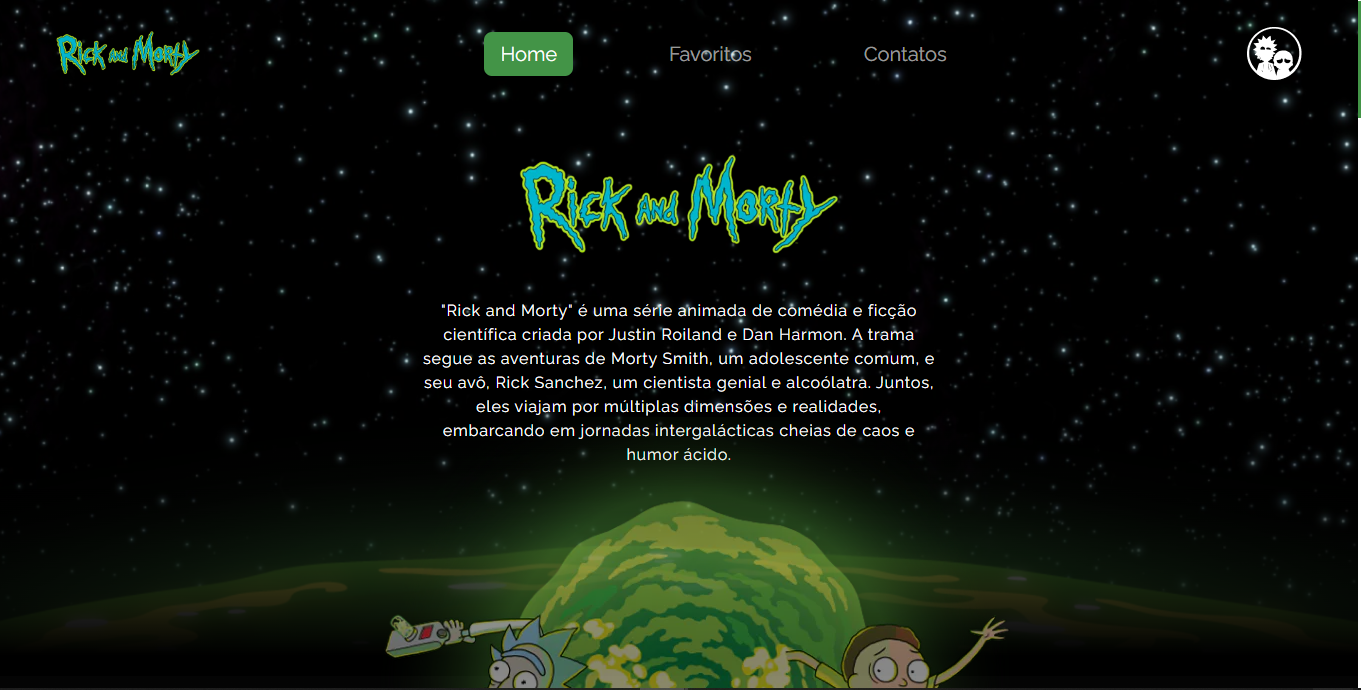 Rick and Morty
Home
Favoritos
Contatos
Rick and Morty
"Rick and Morty" é uma série animada de comédia e ficção
científica criada por Justin Roiland e Dan Harmon. A trama
segue as aventuras de Morty Smith, um adolescente comum, e
seu avô, Rick Sanchez, um cientista genial e alcoólatra. Juntos,
eles viajam por múltiplas dimensões e realidades,
embarcando em jornadas intergalácticas cheias de caos e
humor ácido.